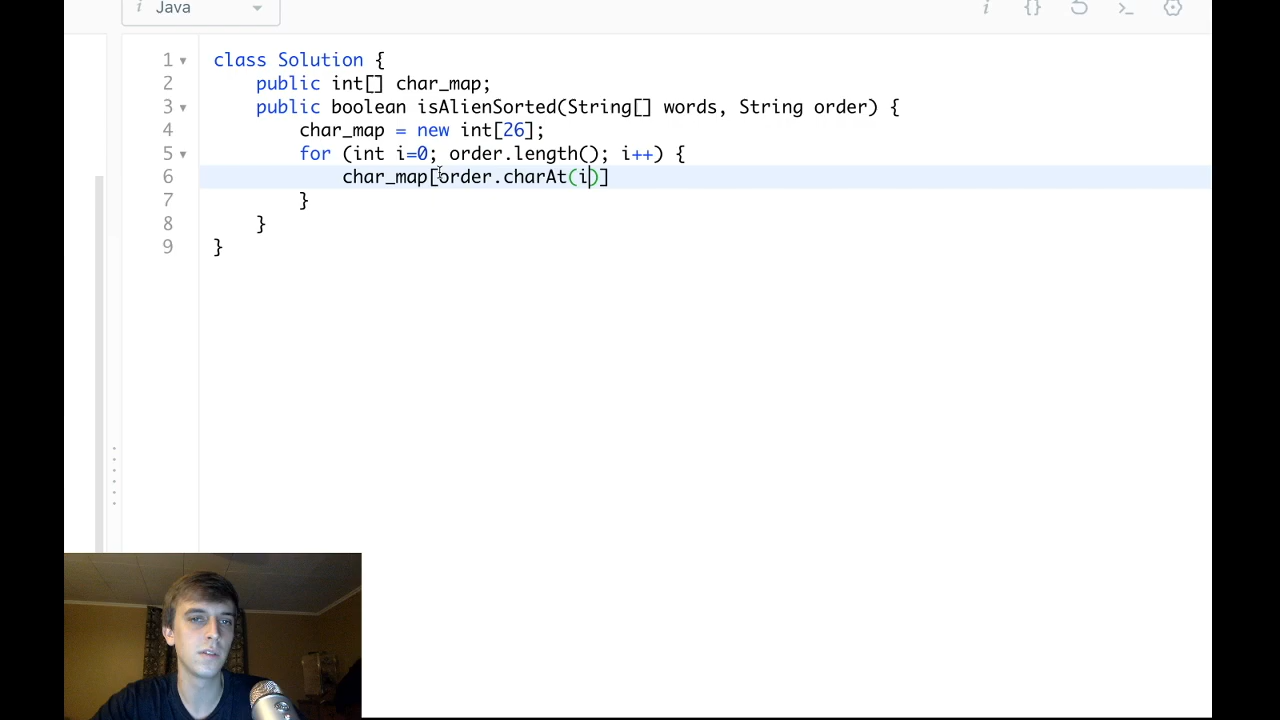 i Java
i {} >_
1 class Solution {
2     public int[] char_map;
3     public boolean isAlienSorted(String[] words, String order) {
4         char_map = new int[26];
5         for (int i=0; order.length(); i++) {
6             char_map[order.charAt(i)]
7         }
8     }
9 }